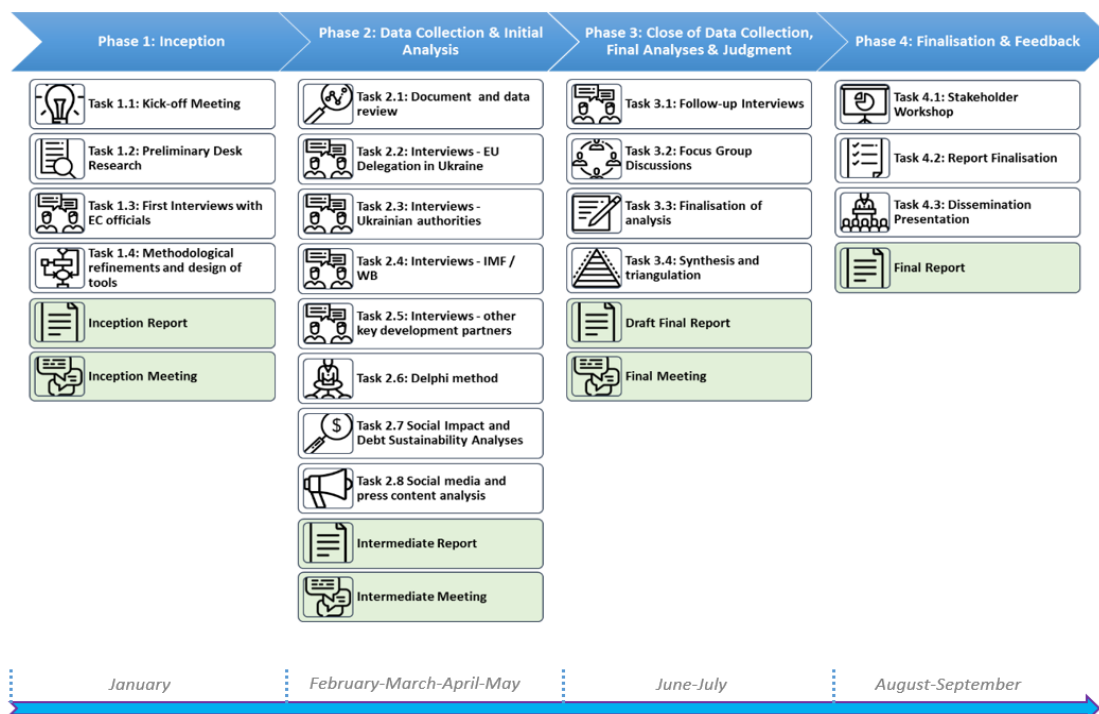 Phase 1: Inception
Phase 2: Data Collection & Initial
Analysis
Phase 3: Close of Data Collection,
Final Analyses & Judgment
Phase 4: Finalisation & Feedback
Task 1.1: Kick-off Meeting
Task 1.2: Preliminary Desk
Research
Task 1.3: First Interviews with
EC officials
Task 1.4: Methodological
refinements and design of
tools
Inception Report
Inception Meeting
Task 2.1: Document and data
review
Task 2.2: Interviews - EU
Delegation in Ukraine
Task 2.3: Interviews -
Ukrainian authorities
Task 2.4: Interviews - IMF /
WB
Task 2.5: Interviews - other
key development partners
Task 2.6: Delphi method
$
Task 2.7 Social Impact and
Debt Sustainability Analyses
Task 2.8 Social media and
press content analysis
Intermediate Report
Intermediate Meeting
Task 3.1: Follow-up Interviews
Task 3.2: Focus Group
Discussions
Task 3.3: Finalisation of
analysis
Task 3.4: Synthesis and
triangulation
Draft Final Report
Final Meeting
Task 4.1: Stakeholder
Workshop
Task 4.2: Report Finalisation
Task 4.3: Dissemination
Presentation
Final Report
January
February-March-April-May
June-July
August-September